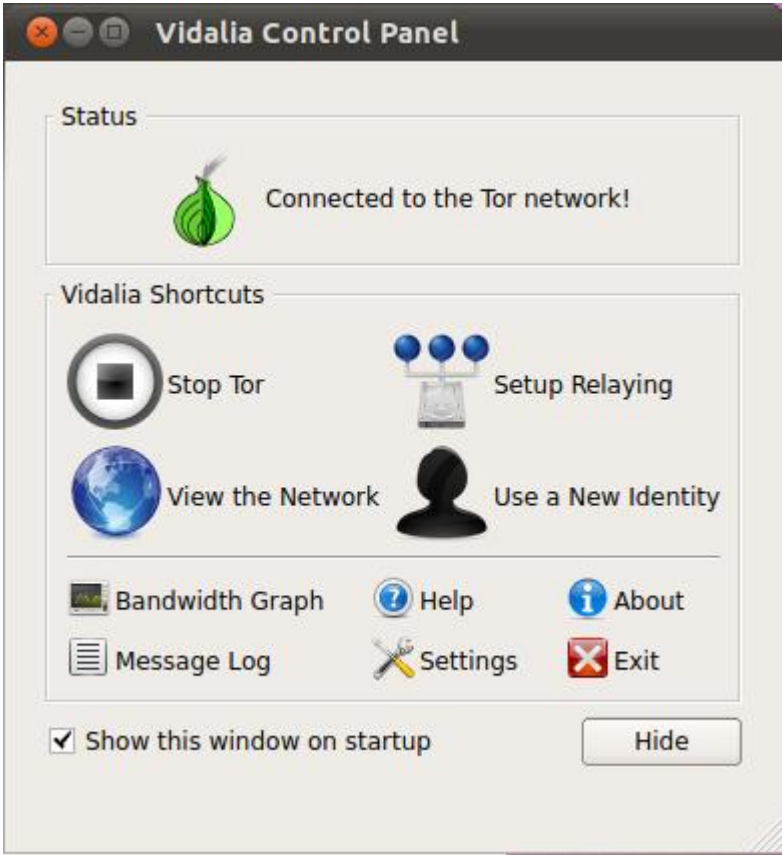 Vidalia Control Panel
Status
Connected to the Tor network!
Vidalia Shortcuts
Stop Tor
Setup Relaying
View the Network
Use a New Identity
Bandwidth Graph
Help
About
Message Log
Settings
Exit
Show this window on startup
Hide